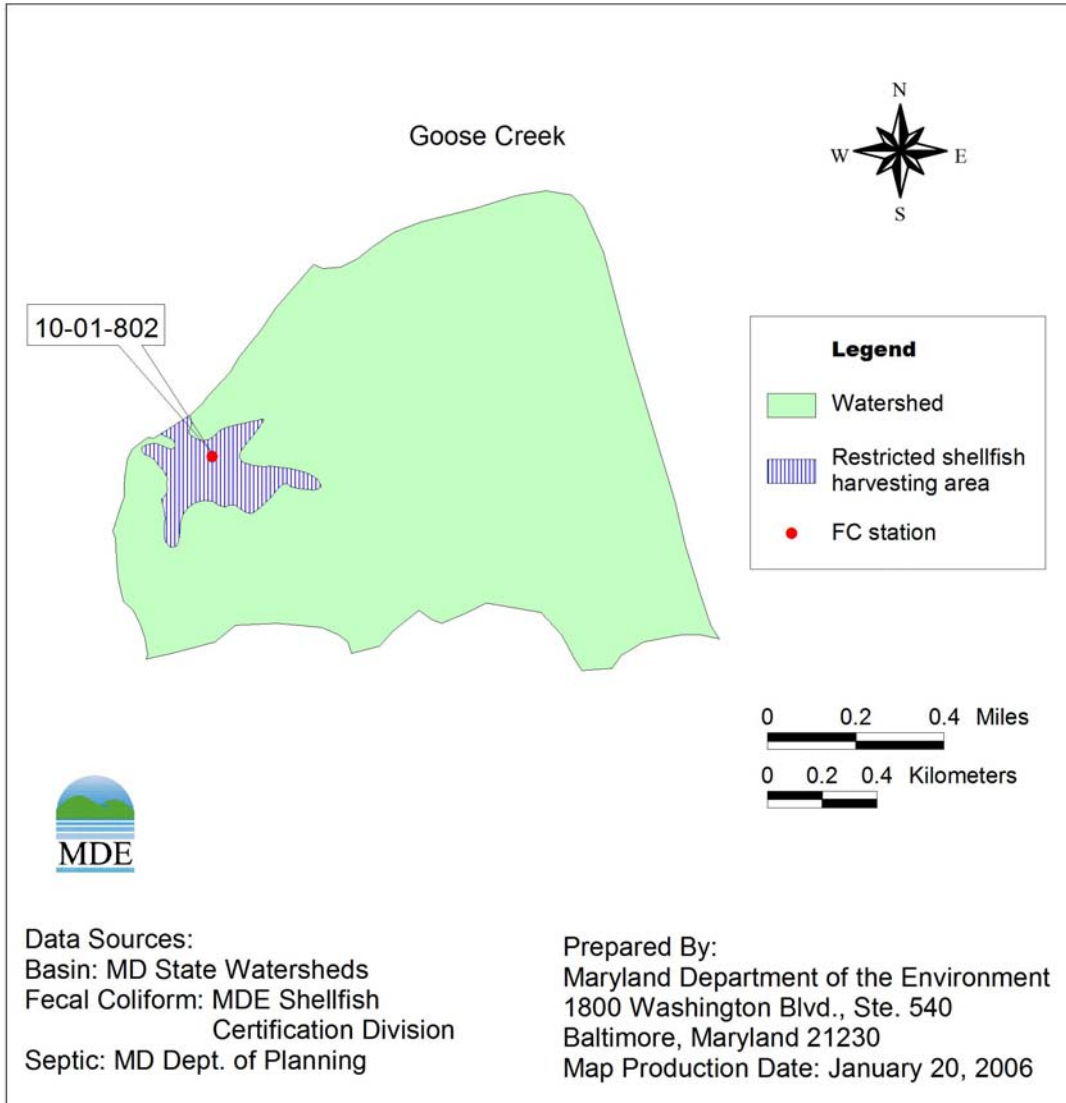 Goose Creek
N
W
E
S
10-01-802
Legend
Watershed
Restricted shellfish
harvesting area
FC station
0 0.2 0.4 Miles
0 0.2 0.4 Kilometers
MDE
Data Sources:
Basin: MD State Watersheds
Fecal Coliform: MDE Shellfish
Certification Division
Septic: MD Dept. of Planning
Prepared By:
Maryland Department of the Environment
1800 Washington Blvd., Ste. 540
Baltimore, Maryland 21230
Map Production Date: January 20, 2006